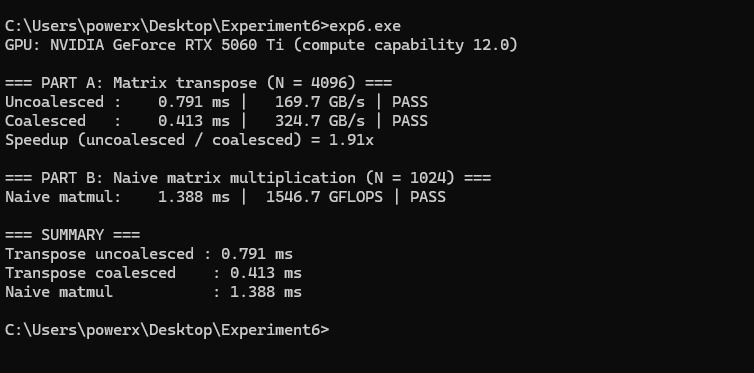 C:\Users\powerx\Desktop\Experiment6>exp6.exe
GPU: NVIDIA GeForce RTX 5060 Ti (compute capability 12.0)
=== PART A: Matrix transpose (N = 4096) ===
Uncoalesced :    0.791 ms |   169.7 GB/s | PASS
Coalesced   :    0.413 ms |   324.7 GB/s | PASS
Speedup (uncoalesced / coalesced) = 1.91x
=== PART B: Naive matrix multiplication (N = 1024) ===
Naive matmul:    1.388 ms |  1546.7 GFLOPS | PASS
=== SUMMARY ===
Transpose uncoalesced : 0.791 ms
Transpose coalesced   : 0.413 ms
Naive matmul          : 1.388 ms
C:\Users\powerx\Desktop\Experiment6>